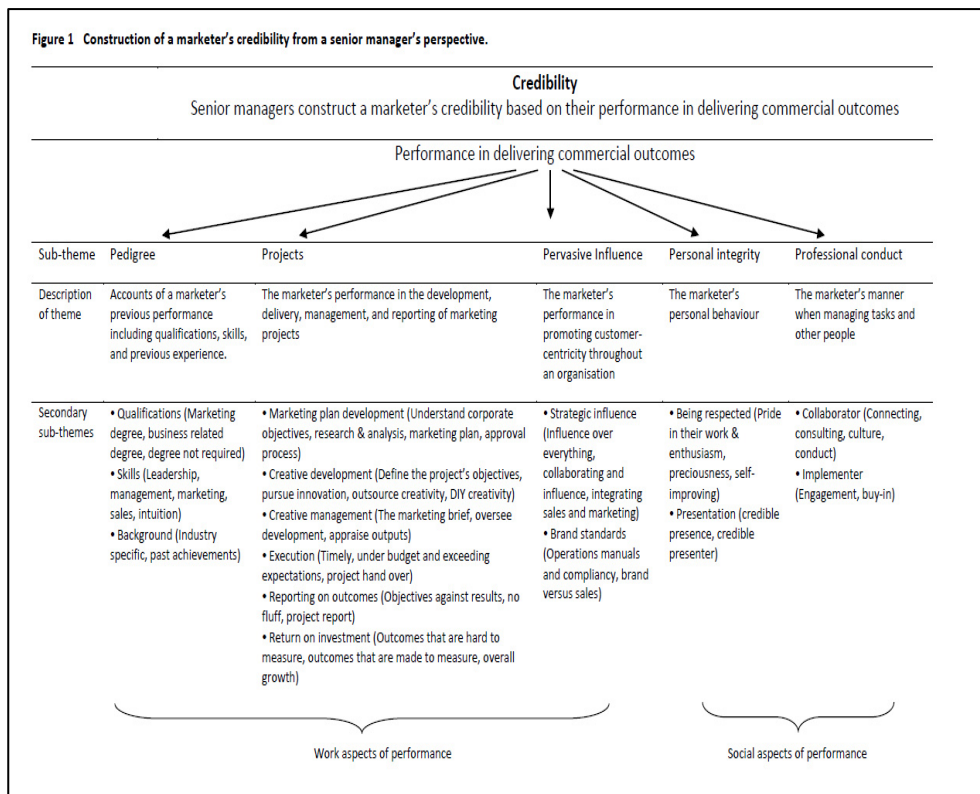 Figure 1 Construction of a marketer's credibility from a senior manager's perspective.
Credibility
Senior managers construct a marketer's credibility based on their performance in delivering commercial outcomes
Performance in delivering commercial outcomes
Sub-theme
Pedigree
Projects
Pervasive Influence
Personal integrity
Professional conduct
Description
of theme
Accounts of a marketer's
previous performance
including qualifications, skills,
and previous experience.
The marketer's performance in the development,
delivery, management, and reporting of marketing
projects
The marketer's
performance in
promoting customer-
centricity throughout
an organisation
The marketer's
personal behaviour
The marketer's manner
when managing tasks and
other people
Secondary
sub-themes
• Qualifications (Marketing
degree, business related
degree, degree not required)
• Skills (Leadership,
management, marketing,
sales, intuition)
• Background (Industry
specific, past achievements)
• Marketing plan development (Understand corporate
objectives, research & analysis, marketing plan, approval
process)
• Creative development (Define the project's objectives,
pursue innovation, outsource creativity, DIY creativity)
• Creative management (The marketing brief, oversee
development, appraise outputs)
• Execution (Timely, under budget and exceeding
expectations, project hand over)
• Reporting on outcomes (Objectives against results, no
fluff, project report)
• Return on investment (Outcomes that are hard to
measure, outcomes that are made to measure, overall
growth)
• Strategic influence
(Influence over
everything,
collaborating and
influence, integrating
sales and marketing)
• Brand standards
(Operations manuals
and compliancy, brand
versus sales)
• Being respected (Pride
in their work &
enthusiasm,
preciousness, self-
improving)
• Presentation (credible
presence, credible
presenter)
• Collaborator (Connecting,
consulting, culture,
conduct)
• Implementer
(Engagement, buy-in)
Work aspects of performance
Social aspects of performance